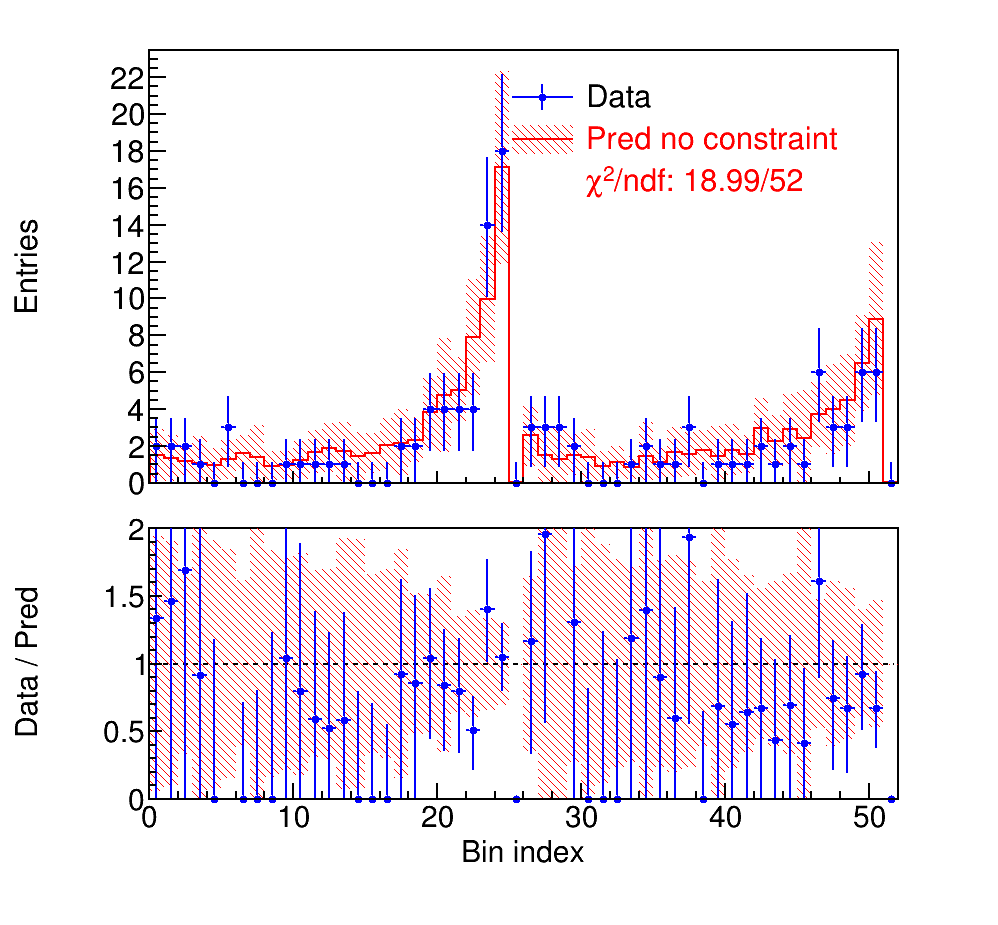 Entries
22
20
18
16
14
12
10
8
6
4
2
0
Data
Pred no constraint
χ²/ndf: 18.99/52
Data / Pred
2
1.5
1
0.5
0
0 10 20 30 40 50
Bin index